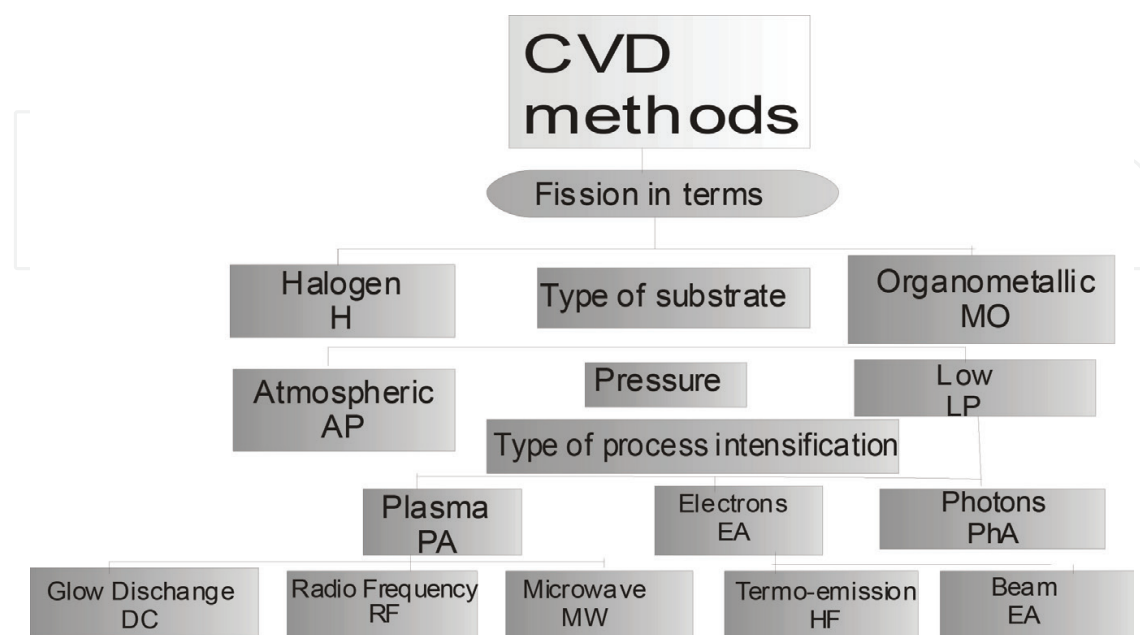 CVD
methods
Fission in terms
Halogen
H
Type of substrate
Organometallic
MO
Atmospheric
AP
Pressure
Low
LP
Type of process intensification
Plasma
PA
Electrons
EA
Photons
PhA
Glow Dischange
DC
Radio Frequency
RF
Microwave
MW
Termo-emission
HF
Beam
EA